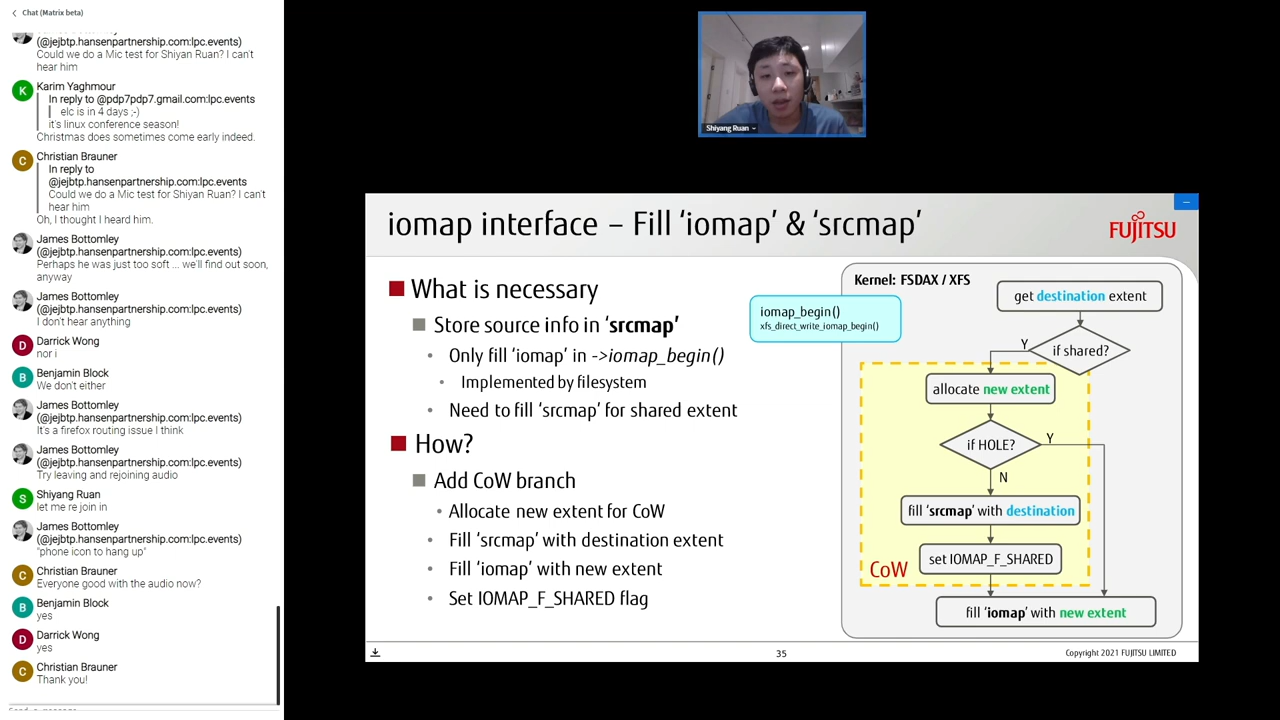 Chat (Matrix beta)
(@jejbtp.hansenpartnership.com:lpc.events)
Could we do a Mic test for Shiyan Ruan? I can't
hear him
K
Karim Yaghmour
In reply to @pdp7pdp7.gmail.com:lpc.events
elc is in 4 days ;-)
it's linux conference season!
Christmas does sometimes come early indeed.
C
Christian Brauner
In reply to
@jejbtp.hansenpartnership.com:lpc.events
Could we do a Mic test for Shiyan Ruan? I can't
hear him
Oh, I thought I heard him.
James Bottomley
(@jejbtp.hansenpartnership.com:lpc.events)
Perhaps he was just too soft ... we'll find out soon,
anyway
James Bottomley
(@jejbtp.hansenpartnership.com:lpc.events)
I don't hear anything
D
Darrick Wong
nor i
B
Benjamin Block
We don't either
James Bottomley
(@jejbtp.hansenpartnership.com:lpc.events)
It's a firefox routing issue I think
James Bottomley
(@jejbtp.hansenpartnership.com:lpc.events)
Try leaving and rejoining audio
S
Shiyang Ruan
let me re join in
James Bottomley
(@jejbtp.hansenpartnership.com:lpc.events)
"phone icon to hang up"
C
Christian Brauner
Everyone good with the audio now?
B
Benjamin Block
yes
D
Darrick Wong
yes
C
Christian Brauner
Thank you!
Shiyang Ruan
iomap interface – Fill 'iomap' & 'srcmap'
FUJITSU
What is necessary
Store source info in 'srcmap'
Only fill 'iomap' in ->iomap_begin()
Implemented by filesystem
Need to fill 'srcmap' for shared extent
How?
Add CoW branch
Allocate new extent for CoW
Fill 'srcmap' with destination extent
Fill 'iomap' with new extent
Set IOMAP_F_SHARED flag
Kernel: FSDAX / XFS
iomap_begin()
xfs_direct_write_iomap_begin()
get destination extent
if shared?
Y
allocate new extent
if HOLE?
Y
N
fill 'srcmap' with destination
set IOMAP_F_SHARED
CoW
fill 'iomap' with new extent
35
Copyright 2021 FUJITSU LIMITED